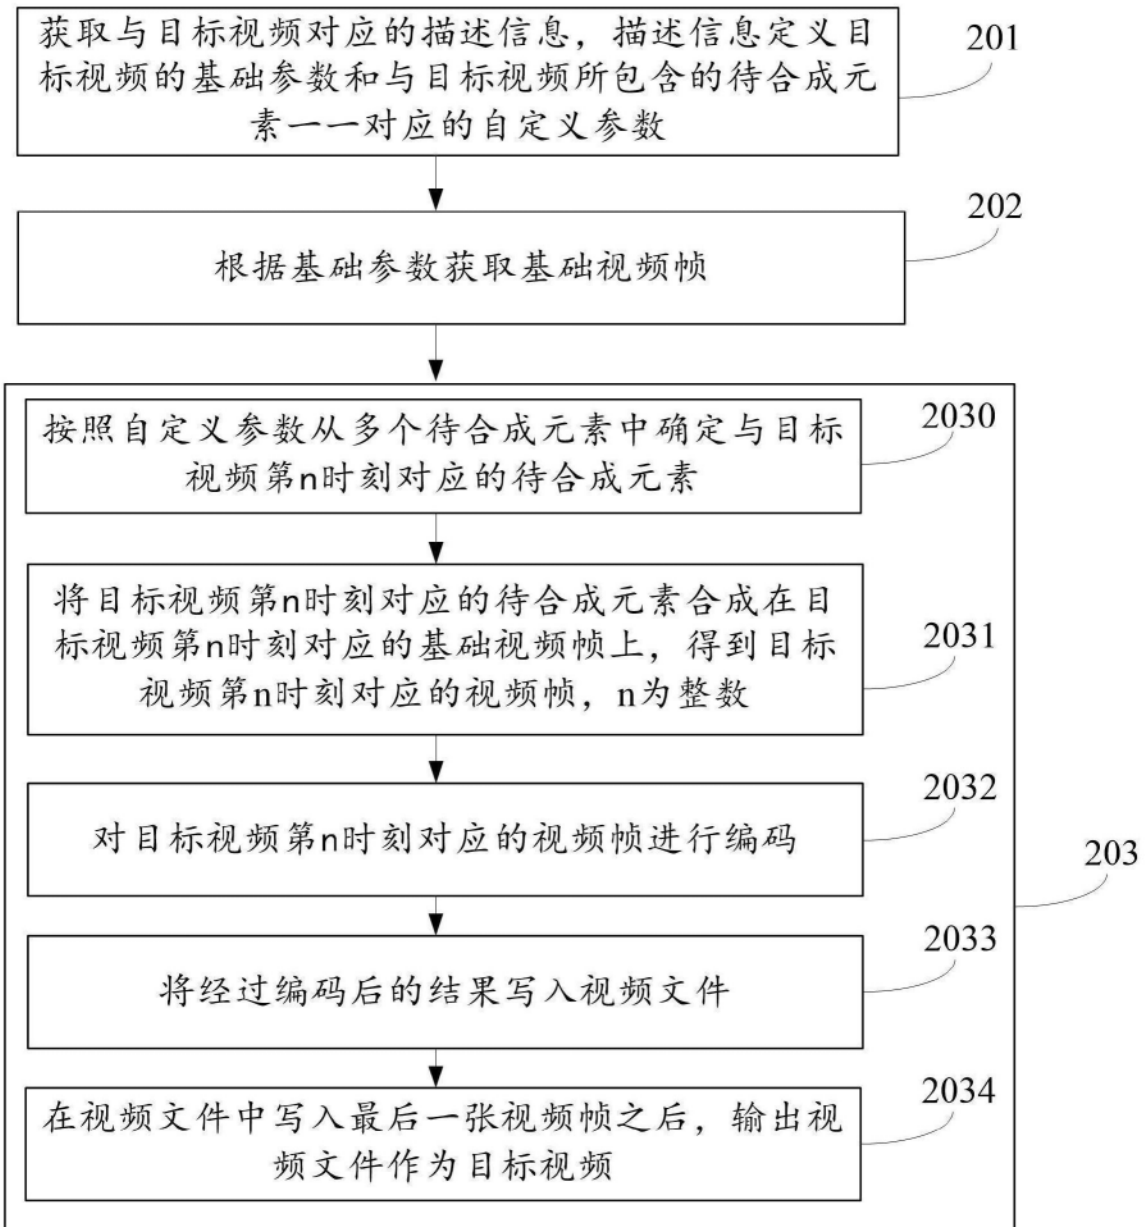 获取与目标视频对应的描述信息，描述信息定义目
标视频的基础参数和与目标视频所包含的待合成元
素一一对应的自定义参数
201
根据基础参数获取基础视频帧
202
按照自定义参数从多个待合成元素中确定与目标
视频第n时刻对应的待合成元素
2030
将目标视频第n时刻对应的待合成元素合成在目
标视频第n时刻对应的基础视频帧上，得到目标
视频第n时刻对应的视频帧，n为整数
2031
对目标视频第n时刻对应的视频帧进行编码
2032
203
将经过编码后的结果写入视频文件
2033
在视频文件中写入最后一张视频帧之后，输出视
频文件作为目标视频
2034